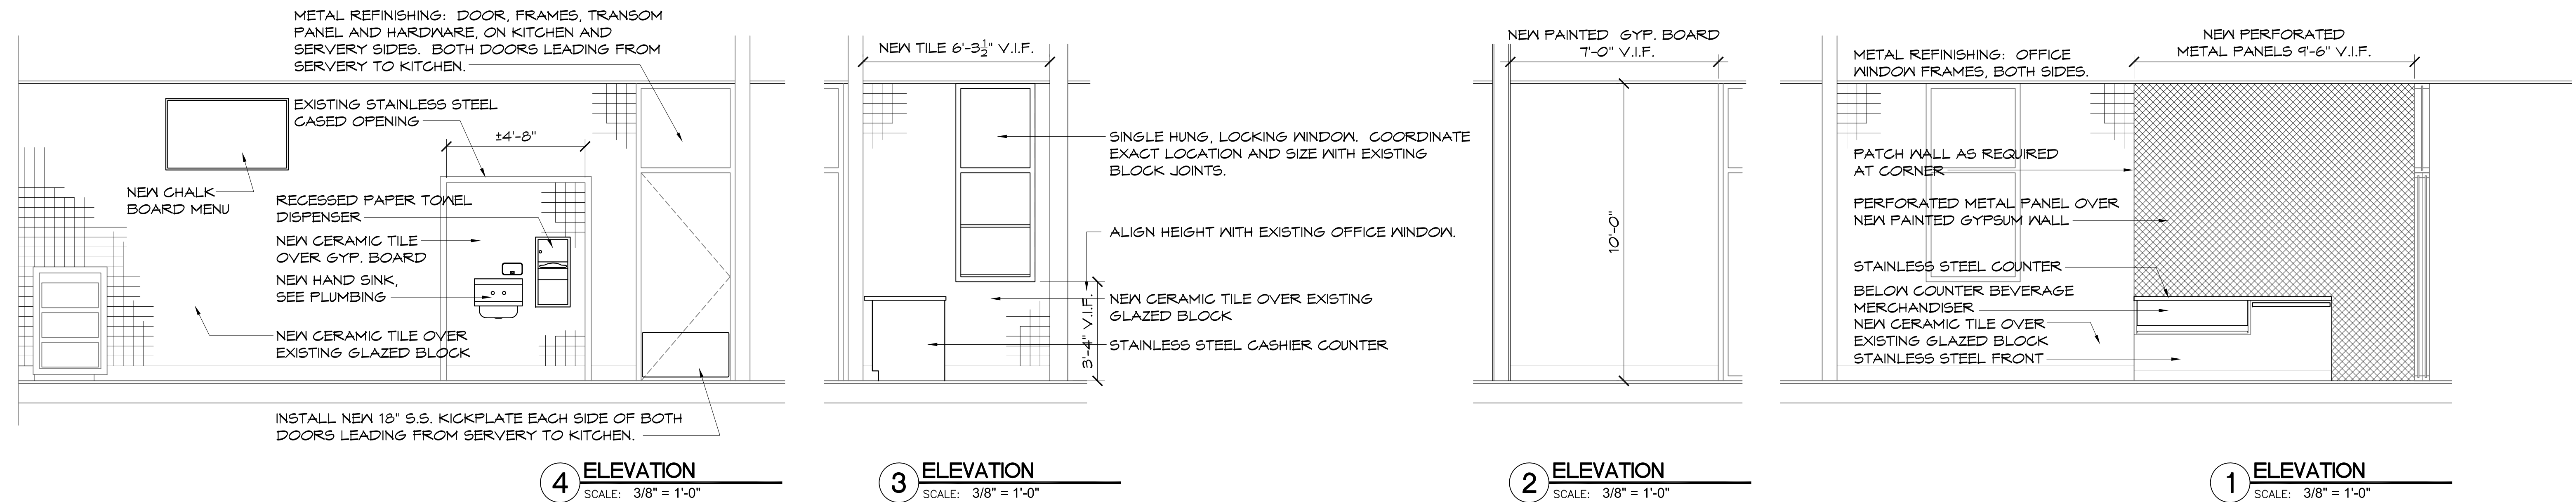 METAL REFINISHING: DOOR, FRAMES, TRANSOM
PANEL AND HARDWARE, ON KITCHEN AND
SERVERY SIDES. BOTH DOORS LEADING FROM
SERVERY TO KITCHEN.
EXISTING STAINLESS STEEL
CASED OPENING
±4'-8"
NEW CHALK
BOARD MENU
RECESSED PAPER TOWEL
DISPENSER
NEW CERAMIC TILE
OVER GYP. BOARD
NEW HAND SINK,
SEE PLUMBING
NEW CERAMIC TILE OVER
EXISTING GLAZED BLOCK
INSTALL NEW 18" S.S. KICKPLATE EACH SIDE OF BOTH
DOORS LEADING FROM SERVERY TO KITCHEN.
4
ELEVATION
SCALE: 3/8" = 1'-0"
NEW TILE 6'-3½" V.I.F.
SINGLE HUNG, LOCKING WINDOW. COORDINATE
EXACT LOCATION AND SIZE WITH EXISTING
BLOCK JOINTS.
ALIGN HEIGHT WITH EXISTING OFFICE WINDOW.
3'-4" V.I.F.
NEW CERAMIC TILE OVER EXISTING
GLAZED BLOCK
STAINLESS STEEL CASHIER COUNTER
3
ELEVATION
SCALE: 3/8" = 1'-0"
NEW PAINTED GYP. BOARD
7'-0" V.I.F.
10'-0"
2
ELEVATION
SCALE: 3/8" = 1'-0"
NEW PERFORATED
METAL PANELS 9'-6" V.I.F.
METAL REFINISHING: OFFICE
WINDOW FRAMES, BOTH SIDES.
PATCH WALL AS REQUIRED
AT CORNER
PERFORATED METAL PANEL OVER
NEW PAINTED GYPSUM WALL
STAINLESS STEEL COUNTER
BELOW COUNTER BEVERAGE
MERCHANDISER
NEW CERAMIC TILE OVER
EXISTING GLAZED BLOCK
STAINLESS STEEL FRONT
1
ELEVATION
SCALE: 3/8" = 1'-0"